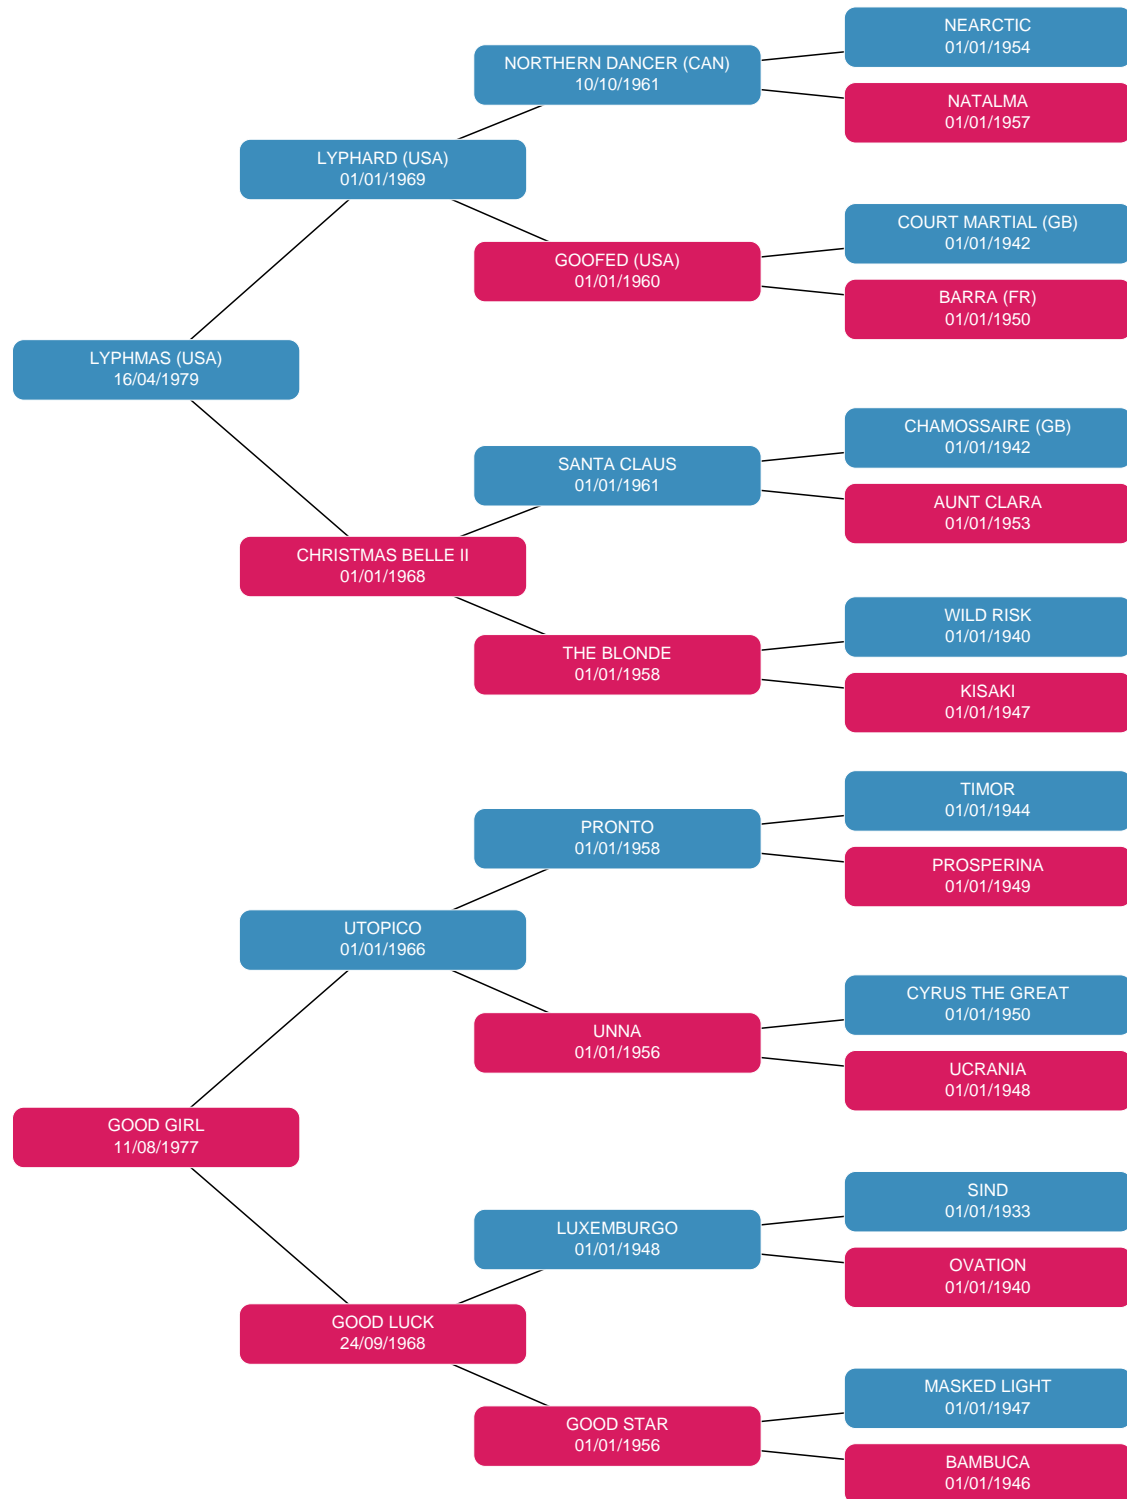 NEARCTIC
01/01/1954
NORTHERN DANCER (CAN)
10/10/1961
NATALMA
01/01/1957
LYPHARD (USA)
01/01/1969
COURT MARTIAL (GB)
01/01/1942
GOOFED (USA)
01/01/1960
BARRA (FR)
01/01/1950
LYPHMAS (USA)
16/04/1979
CHAMOSSAIRE (GB)
01/01/1942
SANTA CLAUS
01/01/1961
AUNT CLARA
01/01/1953
CHRISTMAS BELLE II
01/01/1968
WILD RISK
01/01/1940
THE BLONDE
01/01/1958
KISAKI
01/01/1947
TIMOR
01/01/1944
PRONTO
01/01/1958
PROSPERINA
01/01/1949
UTOPICO
01/01/1966
CYRUS THE GREAT
01/01/1950
UNNA
01/01/1956
UCRANIA
01/01/1948
GOOD GIRL
11/08/1977
SIND
01/01/1933
LUXEMBURGO
01/01/1948
OVATION
01/01/1940
GOOD LUCK
24/09/1968
MASKED LIGHT
01/01/1947
GOOD STAR
01/01/1956
BAMBUCA
01/01/1946